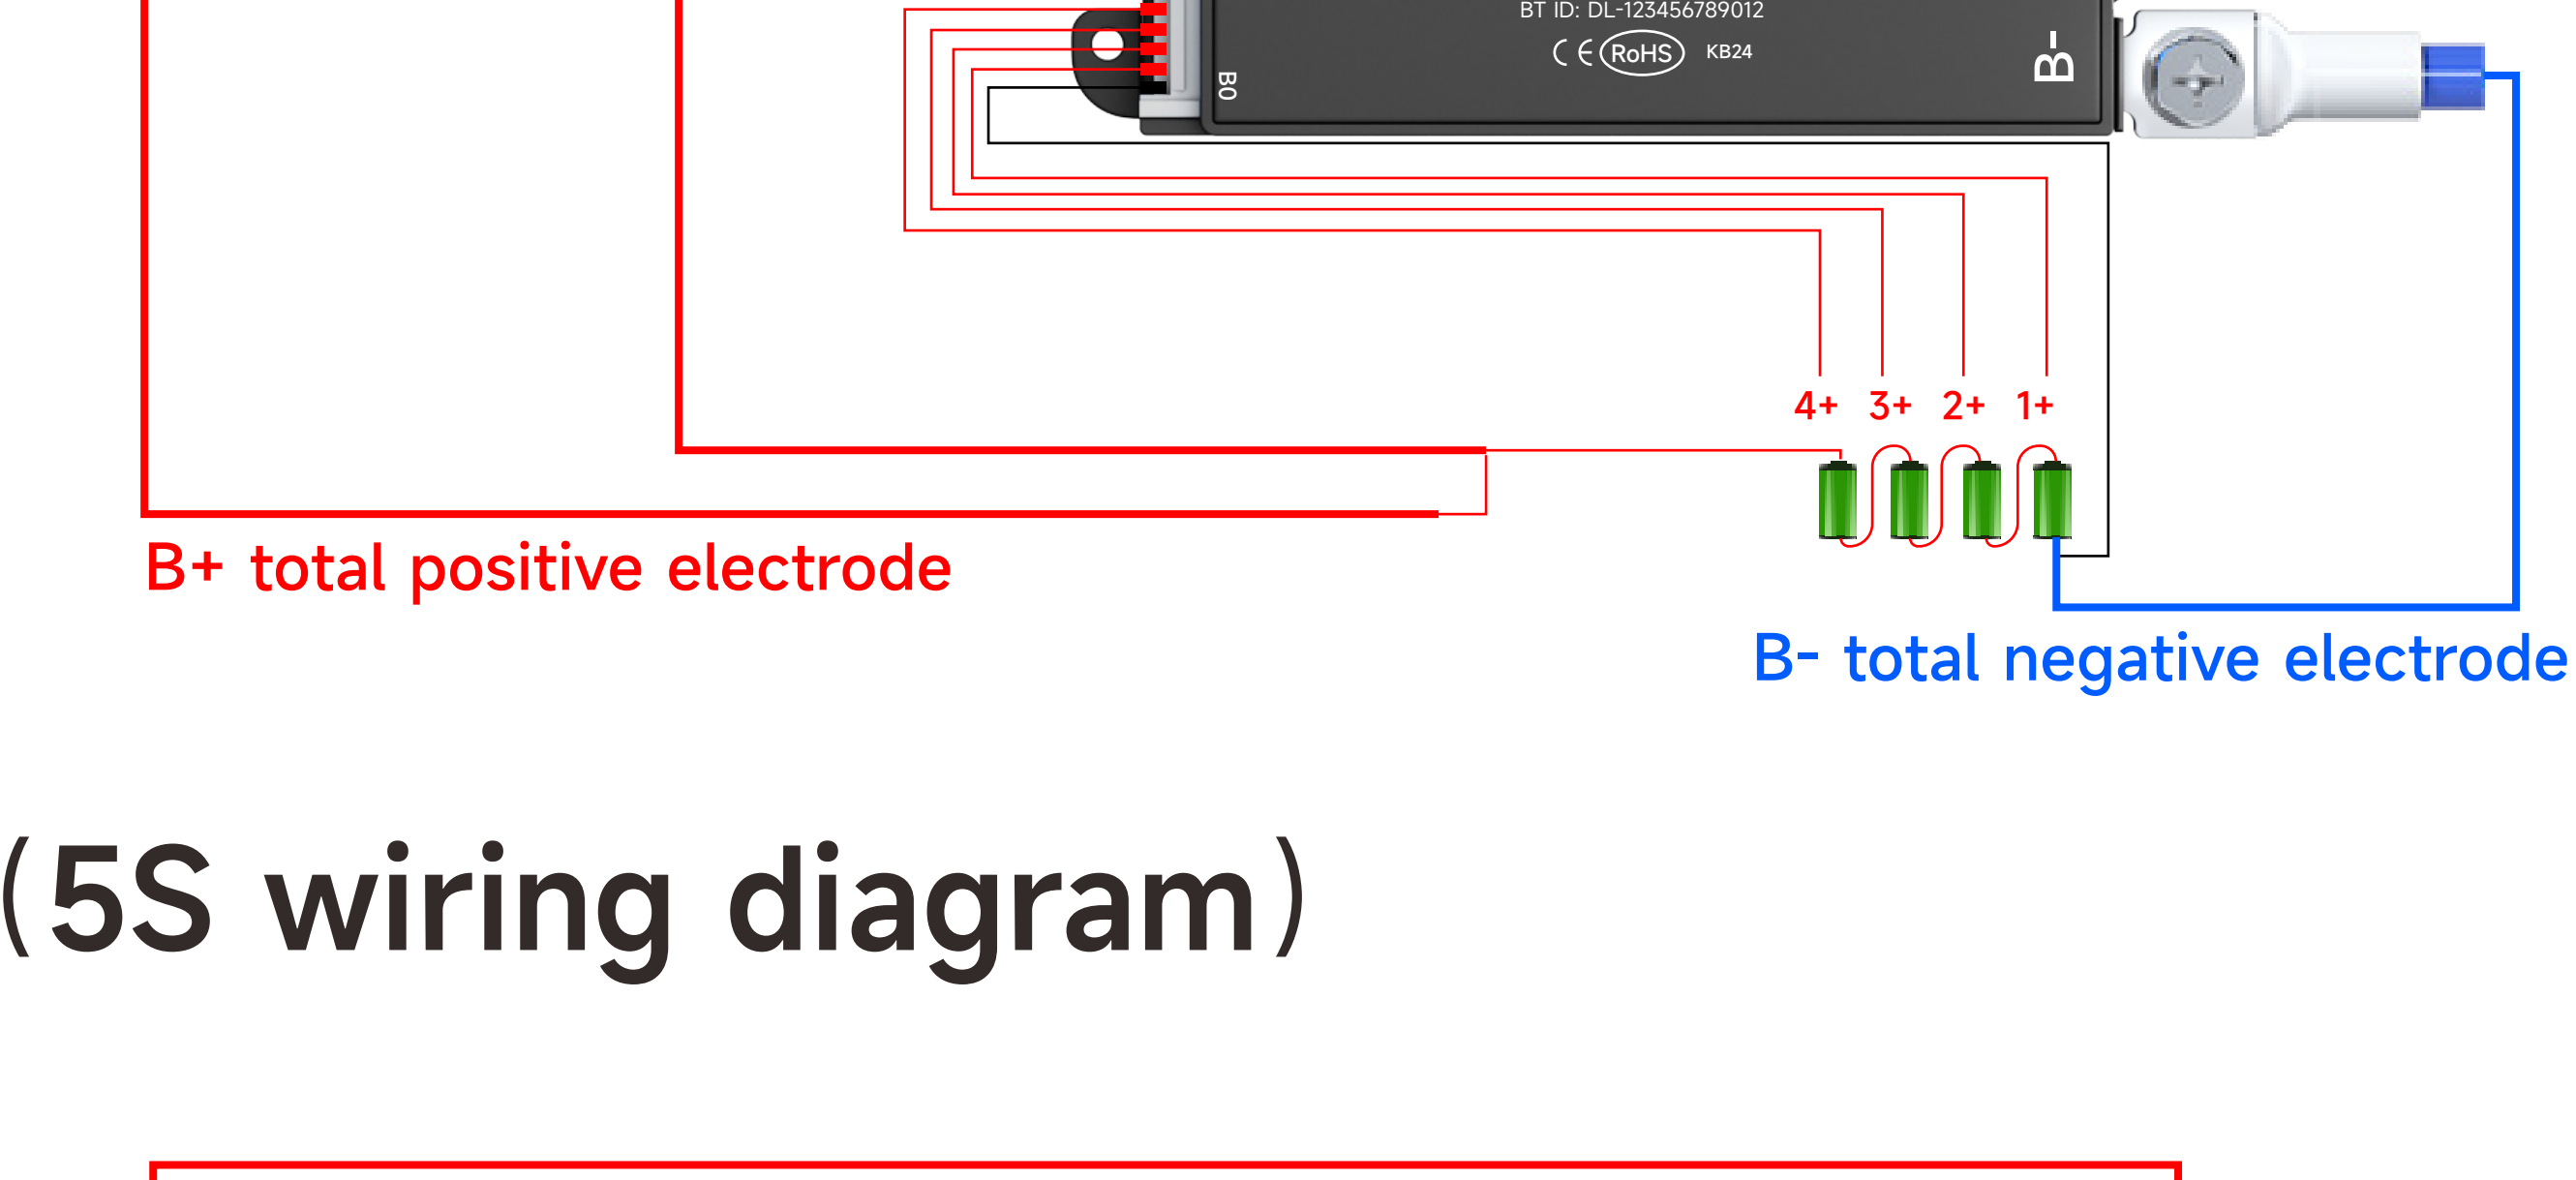 BT ID: DL-123456789012
CE RoHS KB24
B0
B-
4+ 3+ 2+ 1+
B+ total positive electrode
B- total negative electrode
(5S wiring diagram)